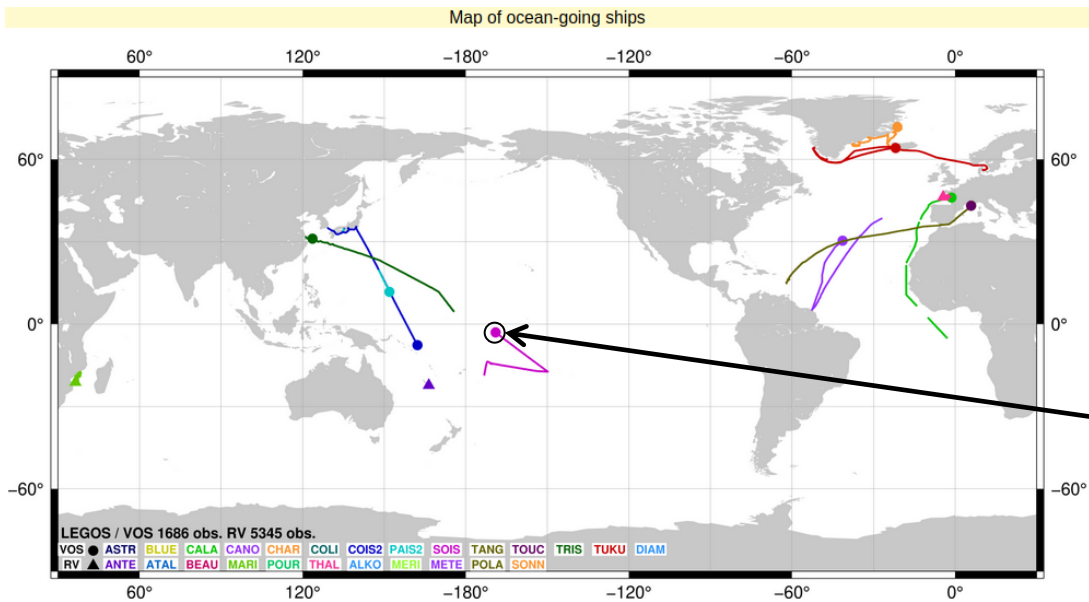 Map of ocean-going ships
60° 120° −180° −120° −60° 0°
60° 60°
0° 0°
−60° −60°
LEGOS / VOS 1686 obs. RV 5345 obs.
VOS ASTR BLUE CALA CANO CHAR COLI COIS2 PAIS2 SOIS TANG TOUC TRIS TUKU DIAM
RV ANTE ATAL BEAU MARI POUR THAL ALKO MERI METE POLA SONN
60° 120° −180° −120° −60° 0°